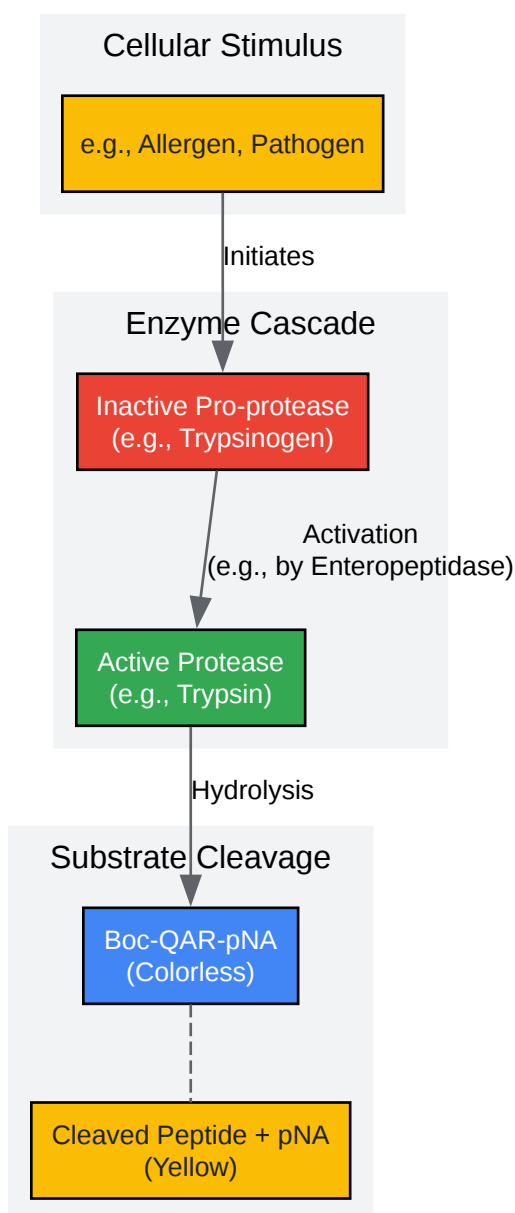 Cellular Stimulus
e.g., Allergen, Pathogen
Initiates
Enzyme Cascade
Inactive Pro-protease
(e.g., Trypsinogen)
Activation
(e.g., by Enteropeptidase)
Active Protease
(e.g., Trypsin)
Hydrolysis
Substrate Cleavage
Boc-QAR-pNA
(Colorless)
Cleaved Peptide + pNA
(Yellow)